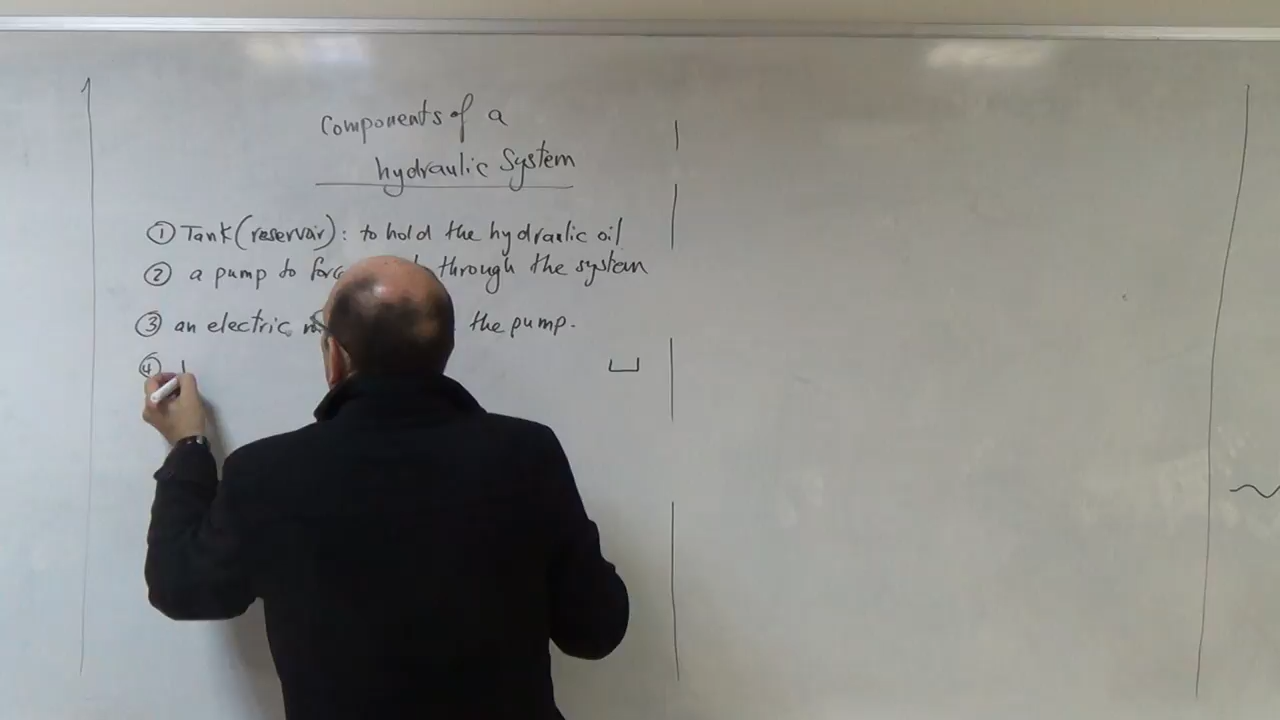 Components of a
hydraulic System
① Tank (reservoir): to hold the hydraulic oil
② a pump to through the system
③ an electric the pump.
④